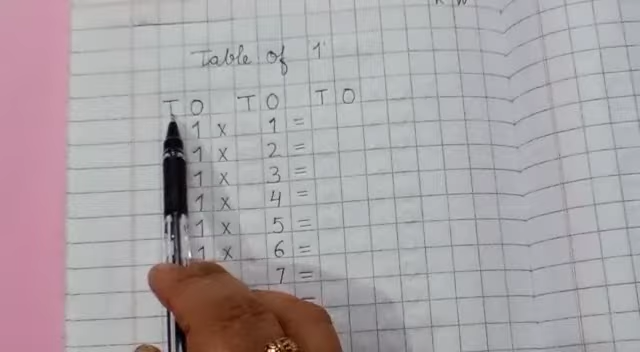 Table of 1
T O T O T O
1 x 1 =
1 x 2 =
1 x 3 =
1 x 4 =
1 x 5 =
1 x 6 =
7 =
=